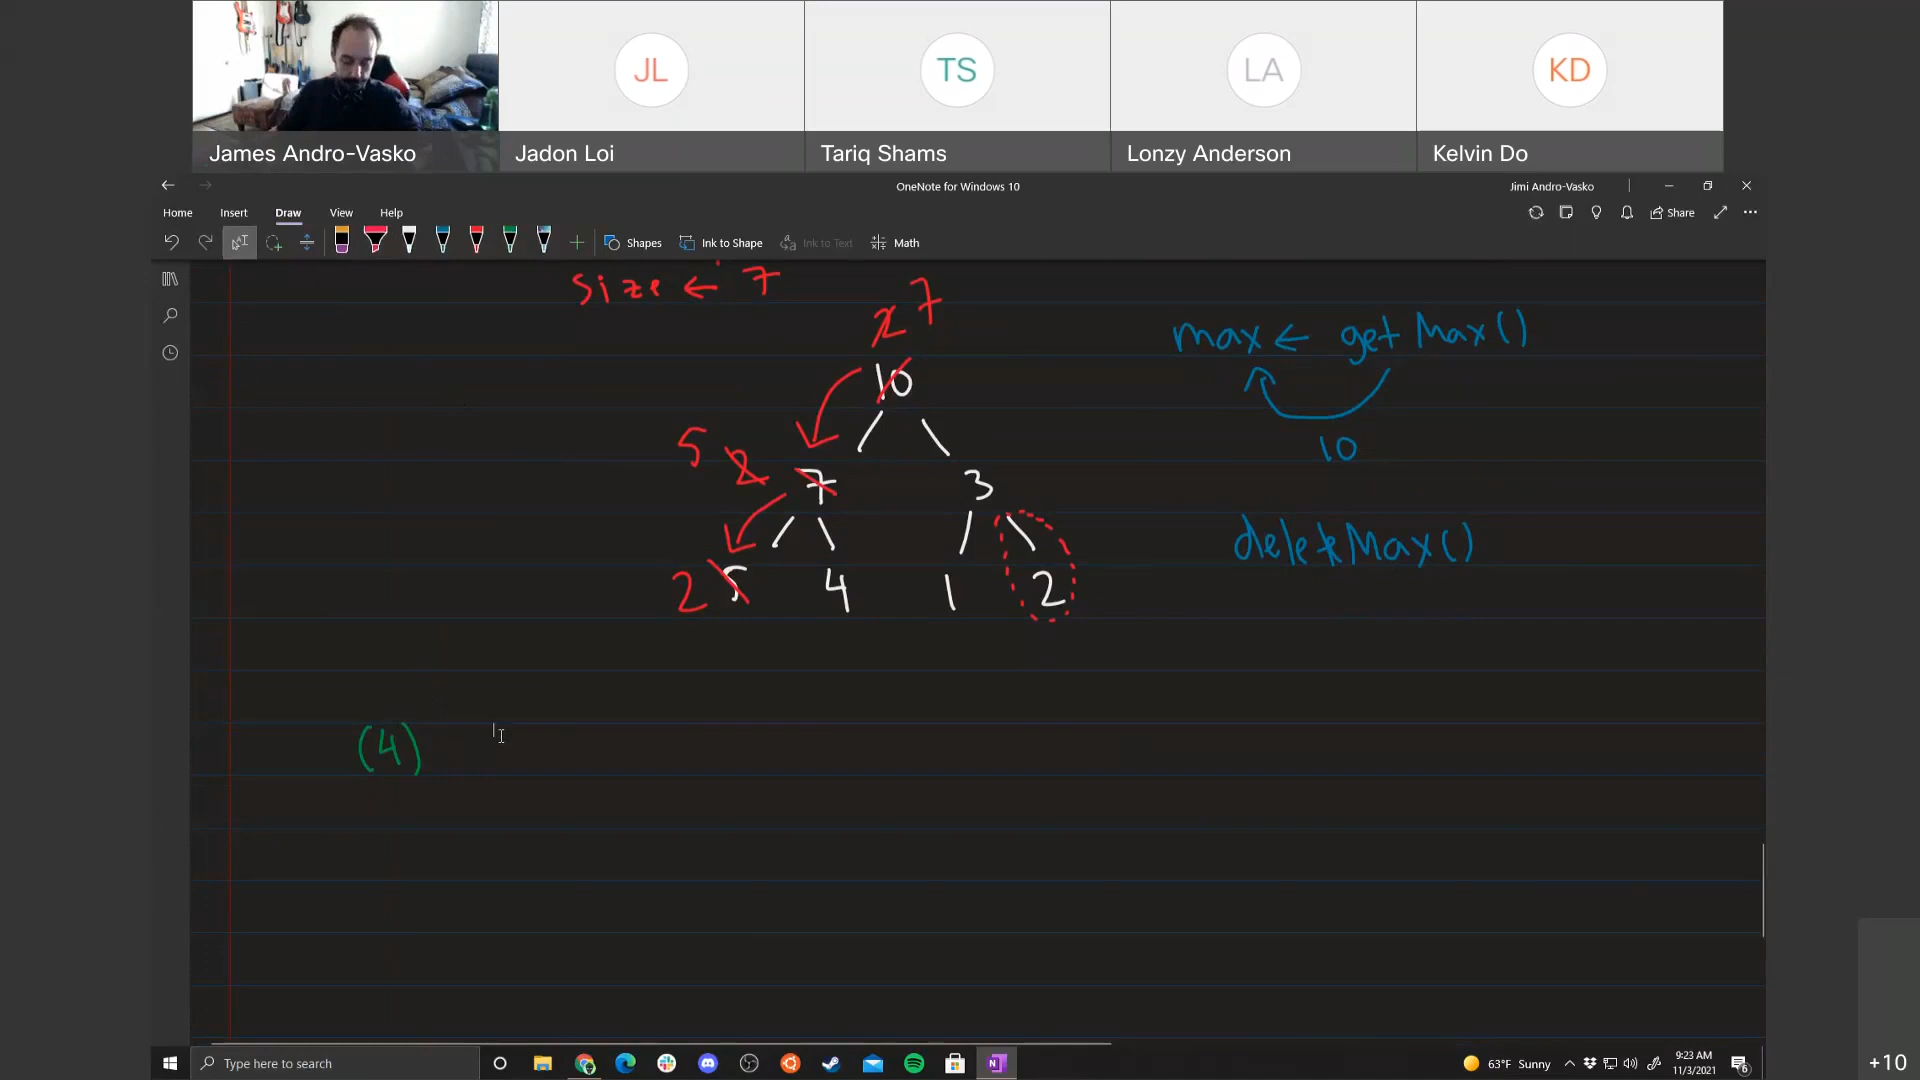 JL
TS
LA
KD
James Andro-Vasko
Jadon Loi
Tariq Shams
Lonzy Anderson
Kelvin Do
OneNote for Windows 10
Jimi Andro-Vasko
Home Insert Draw View Help
Share
Shapes
Ink to Shape
Ink to Text
Math
size ← 7
2 7
10
max ← getMax()
10
5 2 7 3
deleteMax()
2 5 4 1 2
(4)
Type here to search
63°F Sunny
9:23 AM
11/3/2021
6
+10